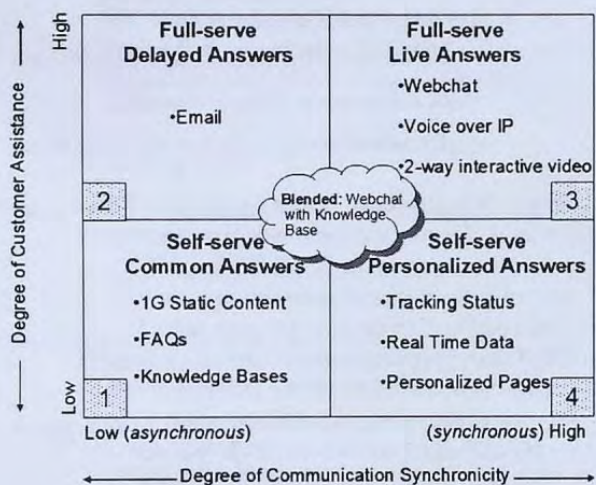 Degree of Customer Assistance
High
Low
Full-serve
Delayed Answers
•Email
2
Full-serve
Live Answers
•Webchat
•Voice over IP
•2-way interactive video
3
Blended: Webchat
with Knowledge
Base
Self-serve
Common Answers
•1G Static Content
•FAQs
•Knowledge Bases
1
Self-serve
Personalized Answers
•Tracking Status
•Real Time Data
•Personalized Pages
4
Low (asynchronous)
(synchronous) High
Degree of Communication Synchronicity